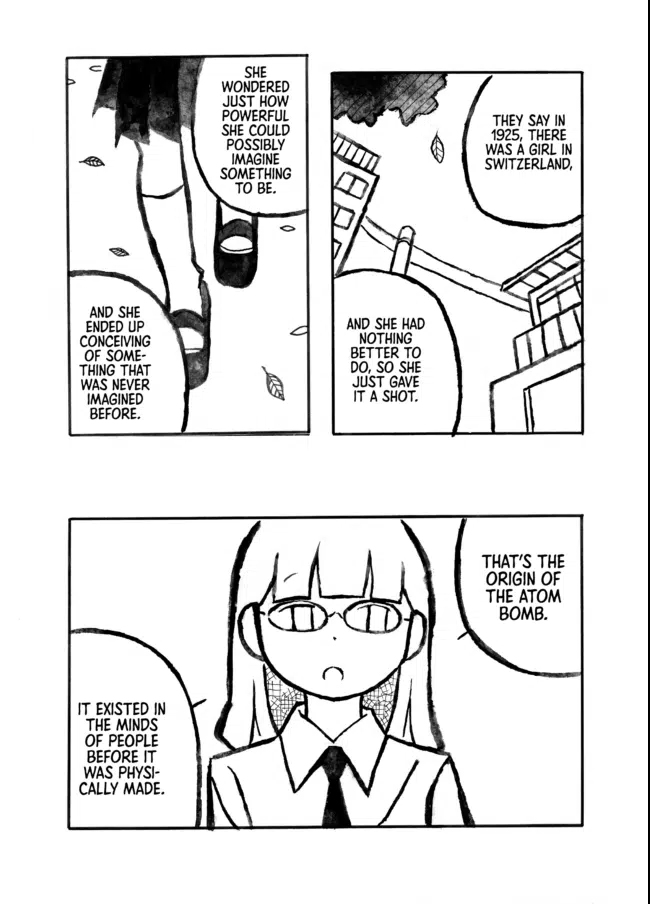 THEY SAY IN
1925, THERE
WAS A GIRL IN
SWITZERLAND,
AND SHE HAD
NOTHING
BETTER TO
DO, SO SHE
JUST GAVE
IT A SHOT.
SHE
WONDERED
JUST HOW
POWERFUL
SHE COULD
POSSIBLY
IMAGINE
SOMETHING
TO BE.
AND SHE
ENDED UP
CONCEIVING
OF SOME-
THING THAT
WAS NEVER
IMAGINED
BEFORE.
THAT'S THE
ORIGIN OF
THE ATOM
BOMB.
IT EXISTED IN
THE MINDS
OF PEOPLE
BEFORE IT
WAS PHYSI-
CALLY MADE.